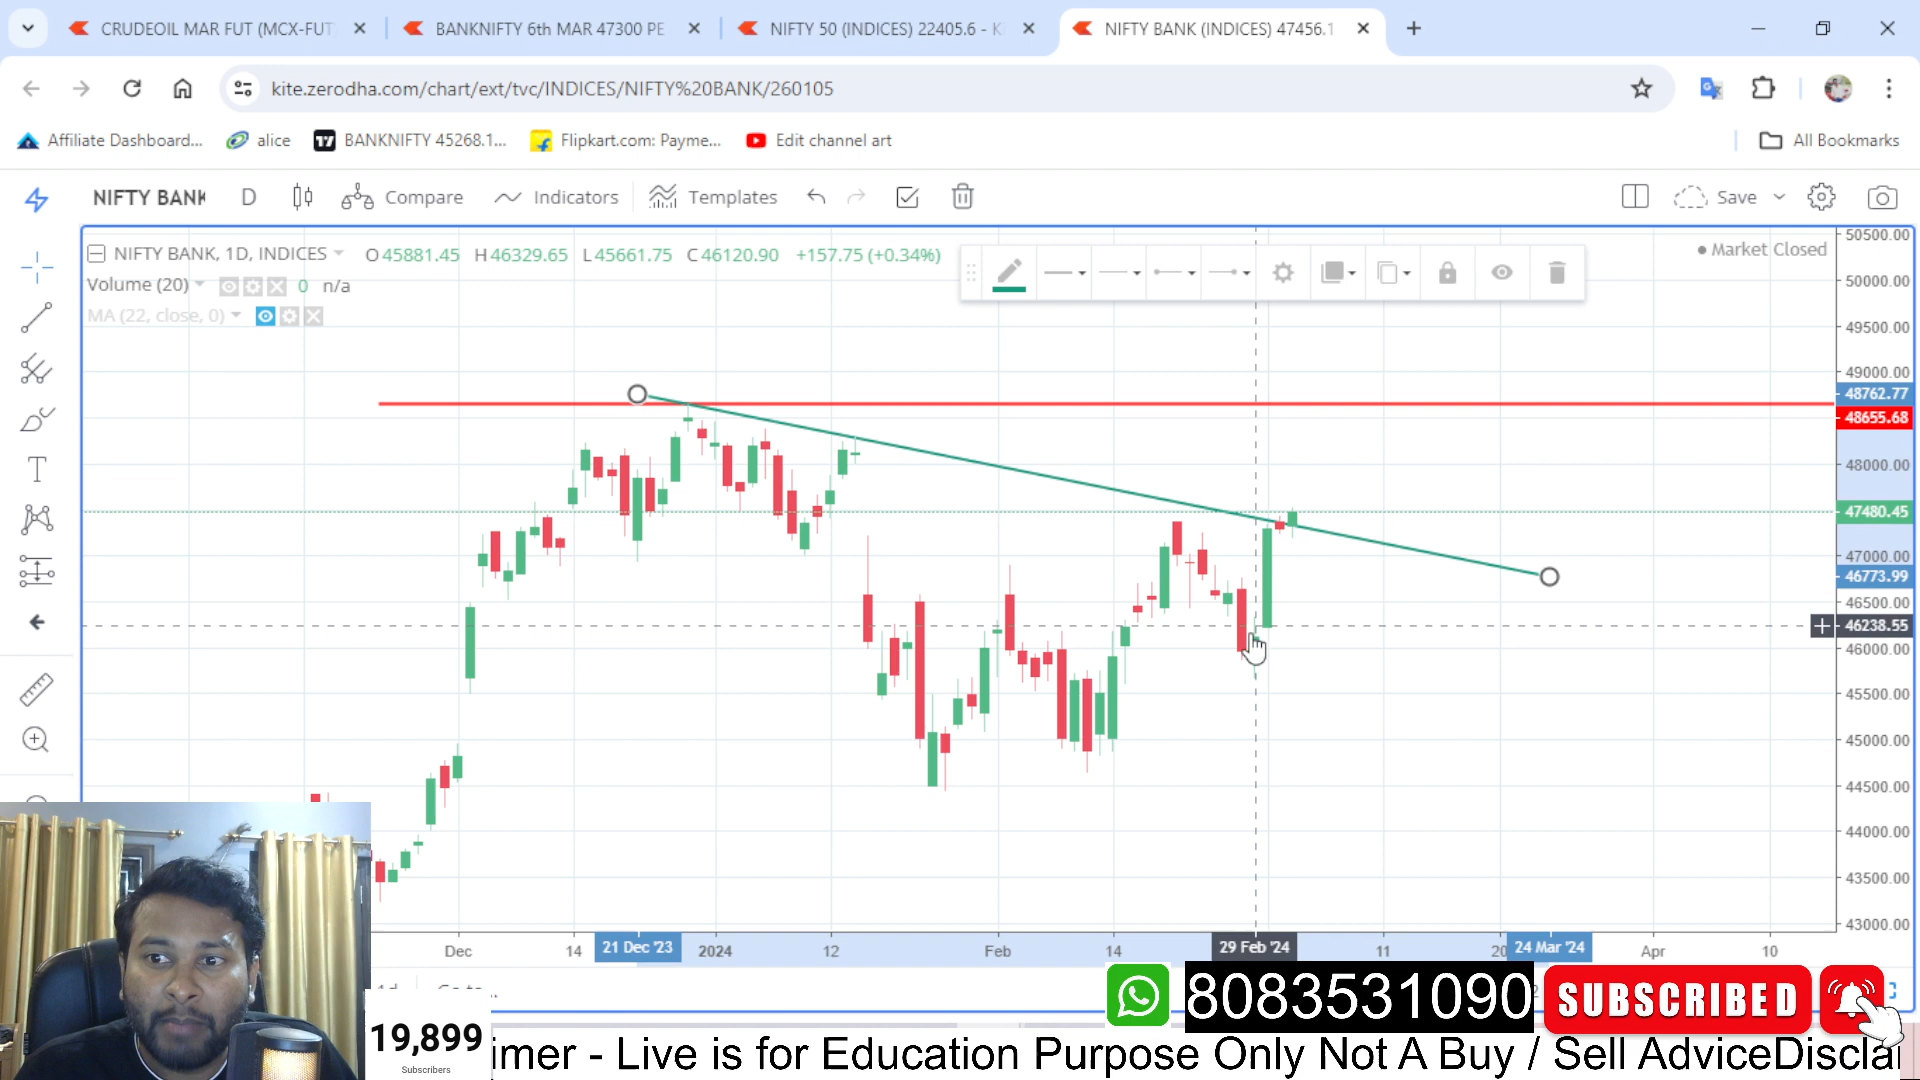 CRUDEOIL MAR FUT (MCX-FUT
BANKNIFTY 6th MAR 47300 PE
NIFTY 50 (INDICES) 22405.6 - K
NIFTY BANK (INDICES) 47456.1
kite.zerodha.com/chart/ext/tvc/INDICES/NIFTY%20BANK/260105
Affiliate Dashboard...
alice
BANKNIFTY 45268.1...
Flipkart.com: Payme...
Edit channel art
All Bookmarks
NIFTY BANK
D
Compare
Indicators
Templates
Save
NIFTY BANK, 1D, INDICES
O45881.45 H46329.65 L45661.75 C46120.90 +157.75 (+0.34%)
Market Closed
Volume (20)
0 n/a
MA (22, close, 0)
50500.00
50000.00
49500.00
49000.00
48762.77
48655.68
48000.00
47480.45
47000.00
46773.99
46500.00
46238.55
46000.00
45500.00
45000.00
44500.00
44000.00
43500.00
43000.00
Dec
14
21 Dec '23
2024
12
Feb
14
29 Feb '24
11
20
24 Mar '24
Apr
10
8083531090
SUBSCRIBED
19,899
Subscribers
imer - Live is for Education Purpose Only Not A Buy / Sell AdviceDisclai